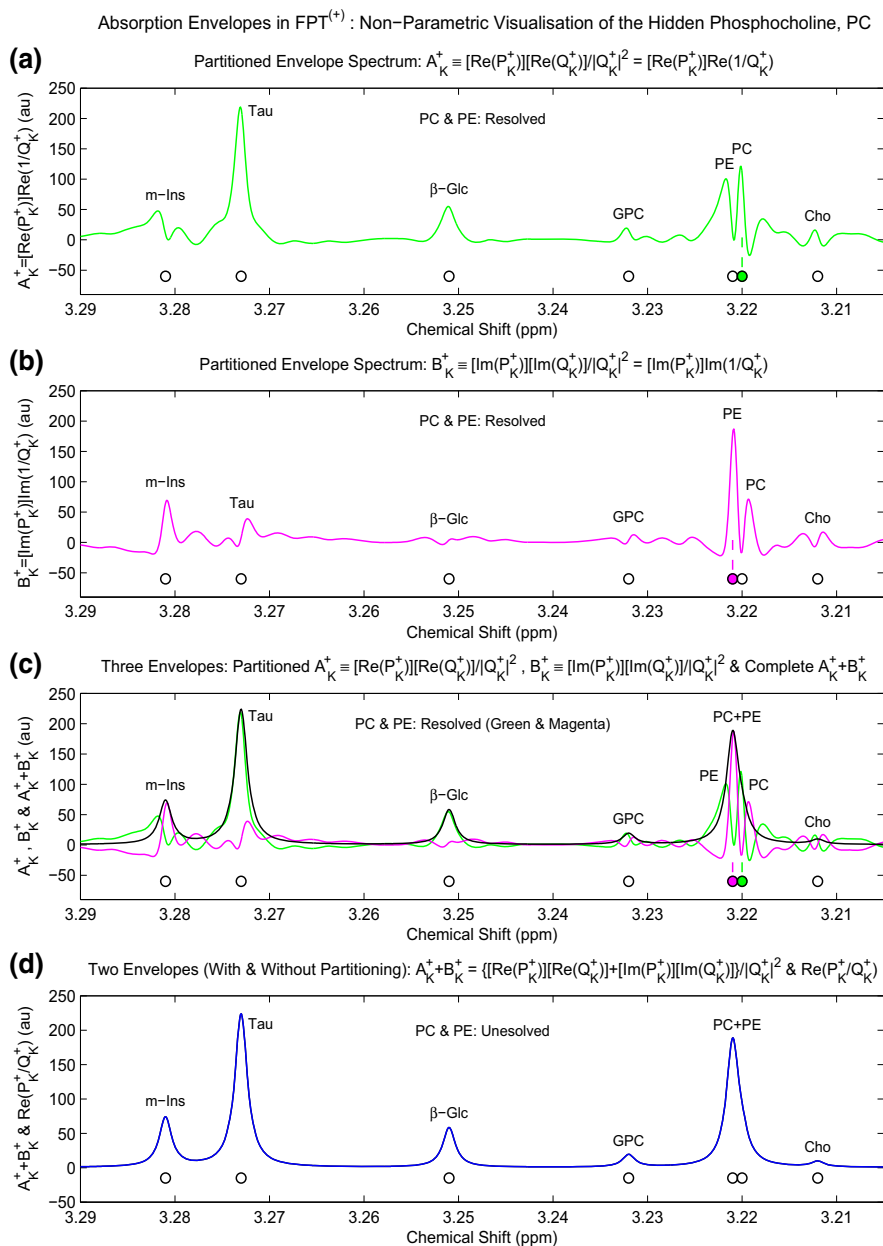 Absorption Envelopes in FPT(+) : Non−Parametric Visualisation of the Hidden Phosphocholine, PC
(a)
Partitioned Envelope Spectrum: A+K ≡ [Re(P+K)][Re(Q+K)]/|Q+K|2 = [Re(P+K)]Re(1/Q+K)
A+K=[Re(P+K)]Re(1/Q+K) (au)
250
200
150
100
50
0
−50
m−Ins
Tau
PC & PE: Resolved
β−Glc
GPC
PE
PC
Cho
3.29 3.28 3.27 3.26 3.25 3.24 3.23 3.22 3.21
Chemical Shift (ppm)
(b)
Partitioned Envelope Spectrum: B+K ≡ [Im(P+K)][Im(Q+K)]/|Q+K|2 = [Im(P+K)]Im(1/Q+K)
B+K=[Im(P+K)]Im(1/Q+K) (au)
250
200
150
100
50
0
−50
m−Ins
Tau
PC & PE: Resolved
β−Glc
GPC
PE
PC
Cho
3.29 3.28 3.27 3.26 3.25 3.24 3.23 3.22 3.21
Chemical Shift (ppm)
(c)
Three Envelopes: Partitioned A+K ≡ [Re(P+K)][Re(Q+K)]/|Q+K|2 , B+K ≡ [Im(P+K)][Im(Q+K)]/|Q+K|2 & Complete A+K+B+K
A+K , B+K & A+K+B+K (au)
250
200
150
100
50
0
−50
m−Ins
Tau
PC & PE: Resolved (Green & Magenta)
β−Glc
GPC
PC+PE
PE
PC
Cho
3.29 3.28 3.27 3.26 3.25 3.24 3.23 3.22 3.21
Chemical Shift (ppm)
(d)
Two Envelopes (With & Without Partitioning): A+K+B+K = {[Re(P+K)][Re(Q+K)]+[Im(P+K)][Im(Q+K)]}/|Q+K|2 & Re(P+K/Q+K)
A+K+B+K & Re(P+K/Q+K) (au)
250
200
150
100
50
0
−50
m−Ins
Tau
PC & PE: Unesolved
β−Glc
GPC
PC+PE
Cho
3.29 3.28 3.27 3.26 3.25 3.24 3.23 3.22 3.21
Chemical Shift (ppm)